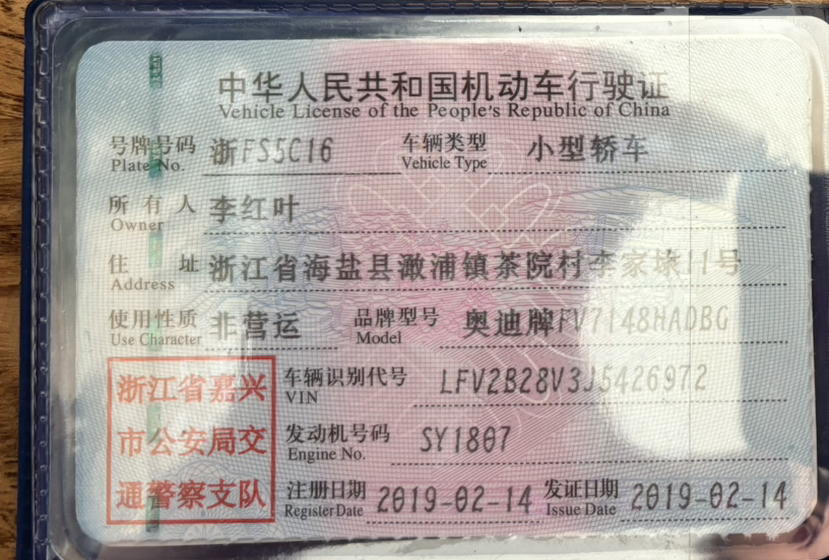 中华人民共和国机动车行驶证
Vehicle License of the People's Republic of China
号牌号码 浙FS5C16 车辆类型 小型轿车
Plate No. Vehicle Type
所有人 李红叶
Owner
住址 浙江省海盐县澉浦镇茶院村李家埭11号
Address
使用性质 非营运 品牌型号 奥迪牌FV7148HADBG
Use Character Model
浙江省嘉兴 车辆识别代号 LFV2B28V3J5426972
VIN
市公安局交 发动机号码 SY1807
Engine No.
通警察支队 注册日期 2019-02-14 发证日期 2019-02-14
Register Date Issue Date